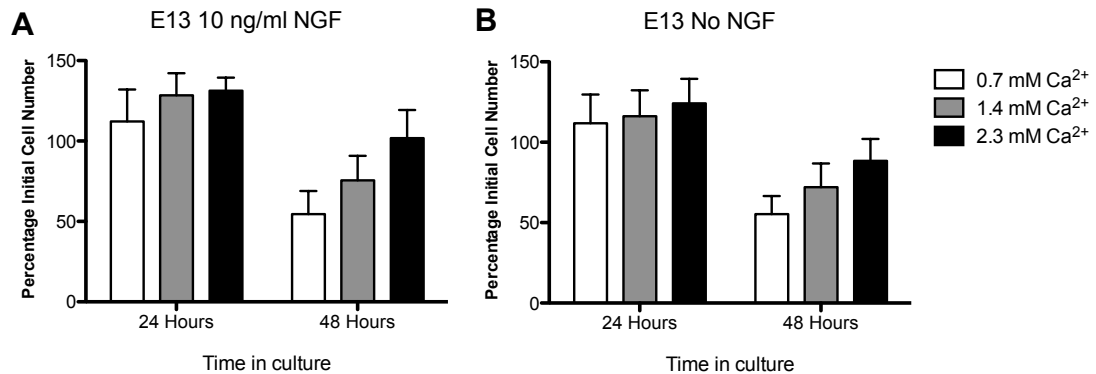 A
E13 10 ng/ml NGF
Percentage Initial Cell Number
150
100
50
0
24 Hours
48 Hours
Time in culture
B
E13 No NGF
Percentage Initial Cell Number
150
100
50
0
24 Hours
48 Hours
Time in culture
0.7 mM Ca²⁺
1.4 mM Ca²⁺
2.3 mM Ca²⁺